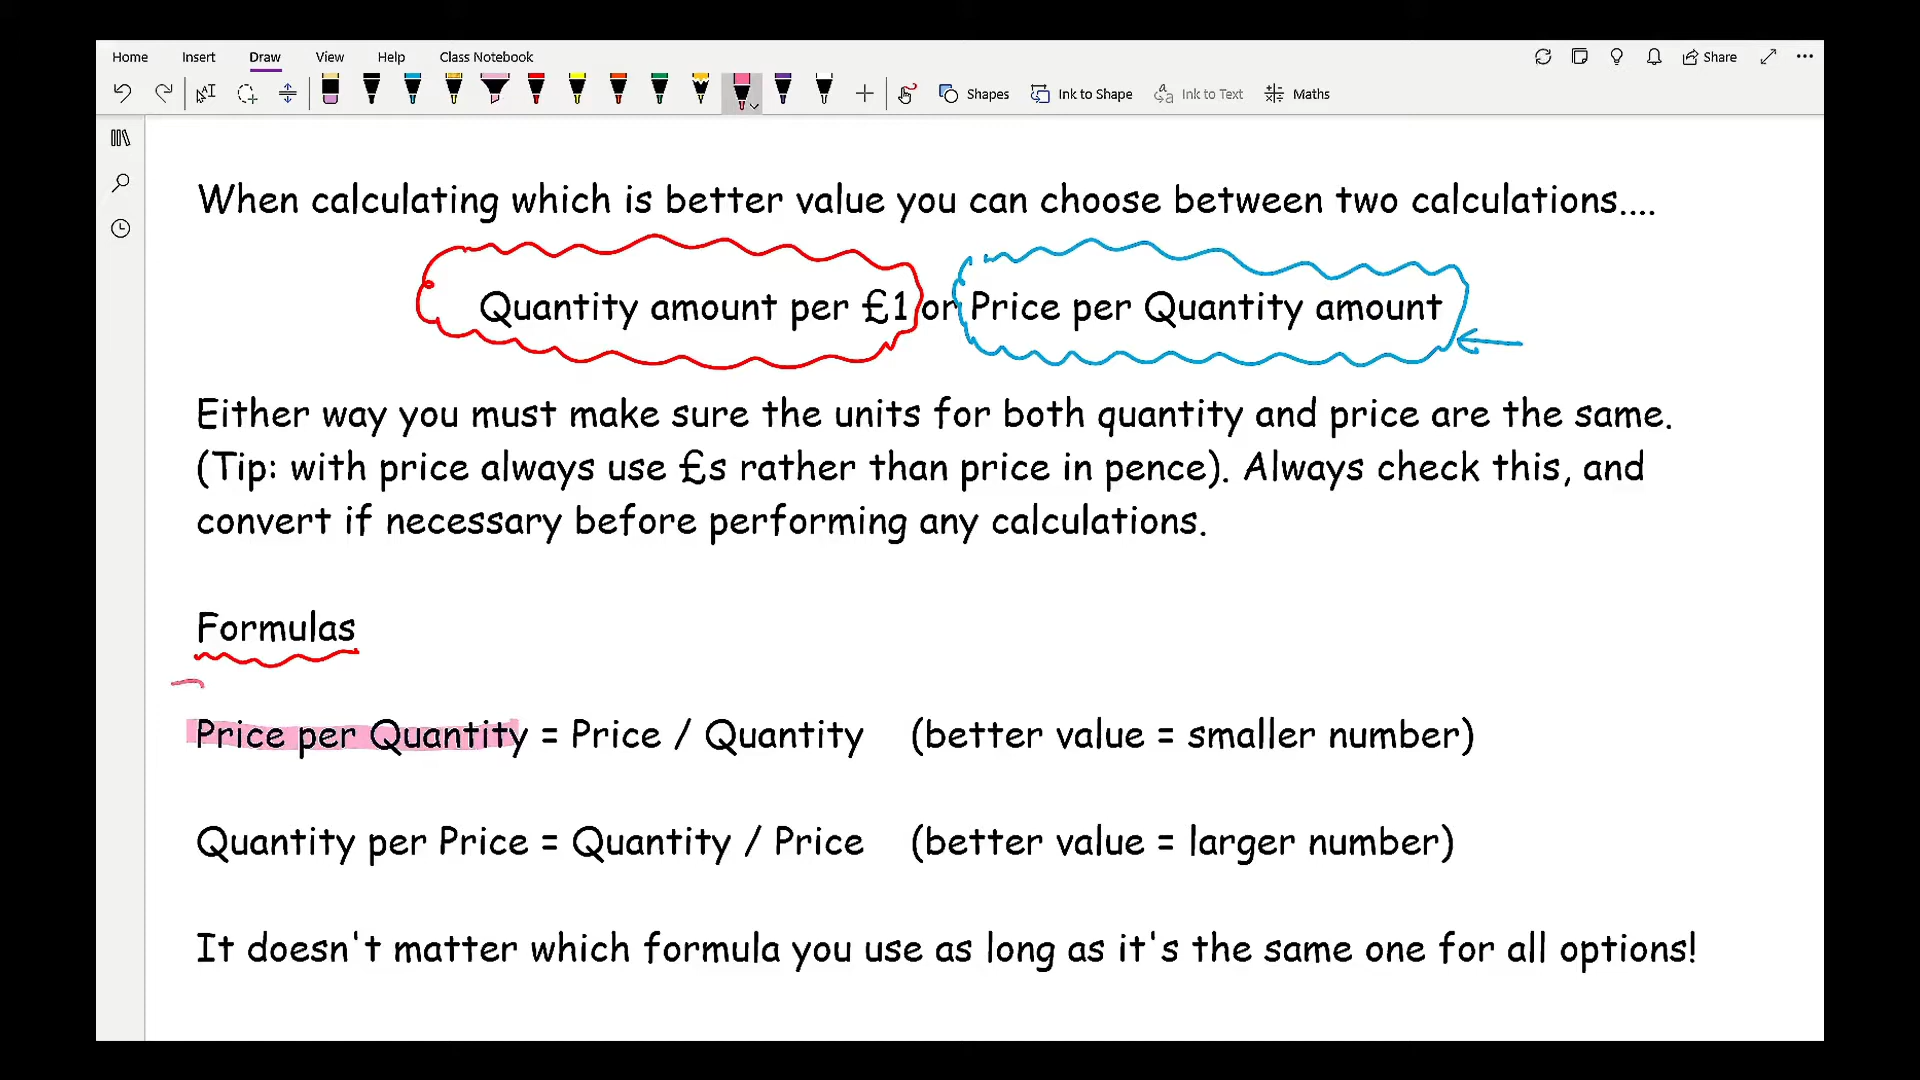 Home Insert Draw View Help Class Notebook Share
Shapes Ink to Shape Ink to Text Maths
When calculating which is better value you can choose between two calculations....
Quantity amount per £1 or Price per Quantity amount
Either way you must make sure the units for both quantity and price are the same.
(Tip: with price always use £s rather than price in pence). Always check this, and
convert if necessary before performing any calculations.
Formulas
Price per Quantity = Price / Quantity (better value = smaller number)
Quantity per Price = Quantity / Price (better value = larger number)
It doesn't matter which formula you use as long as it's the same one for all options!